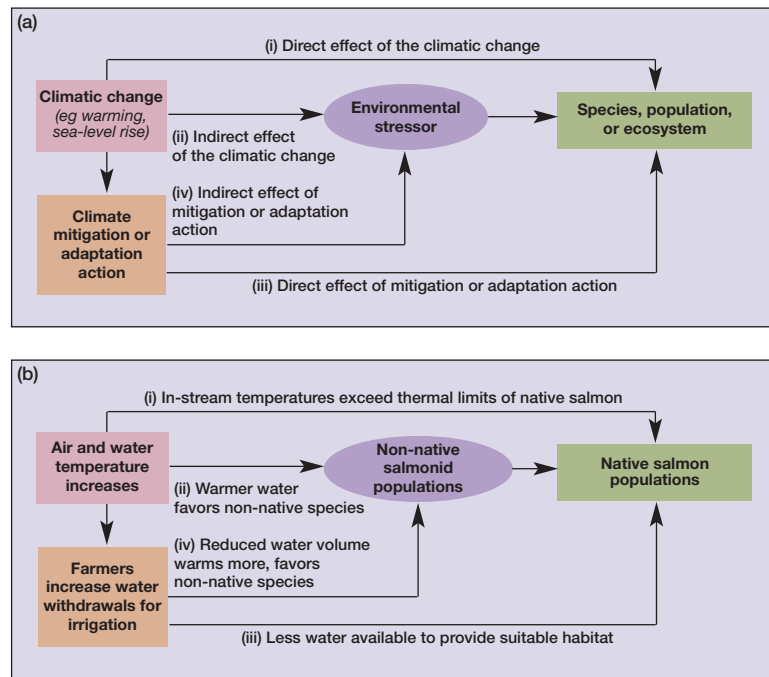 (a)
(i) Direct effect of the climatic change
Climatic change
(eg warming,
sea-level rise)
Environmental
stressor
Species, population,
or ecosystem
(ii) Indirect effect
of the climatic change
(iv) Indirect effect of
mitigation or adaptation
action
Climate
mitigation or
adaptation
action
(iii) Direct effect of mitigation or adaptation action
(b)
(i) In-stream temperatures exceed thermal limits of native salmon
Air and water
temperature
increases
Non-native
salmonid
populations
Native salmon
populations
(ii) Warmer water
favors non-native species
(iv) Reduced water volume
warms more, favors
non-native species
Farmers
increase water
withdrawals for
irrigation
(iii) Less water available to provide suitable habitat